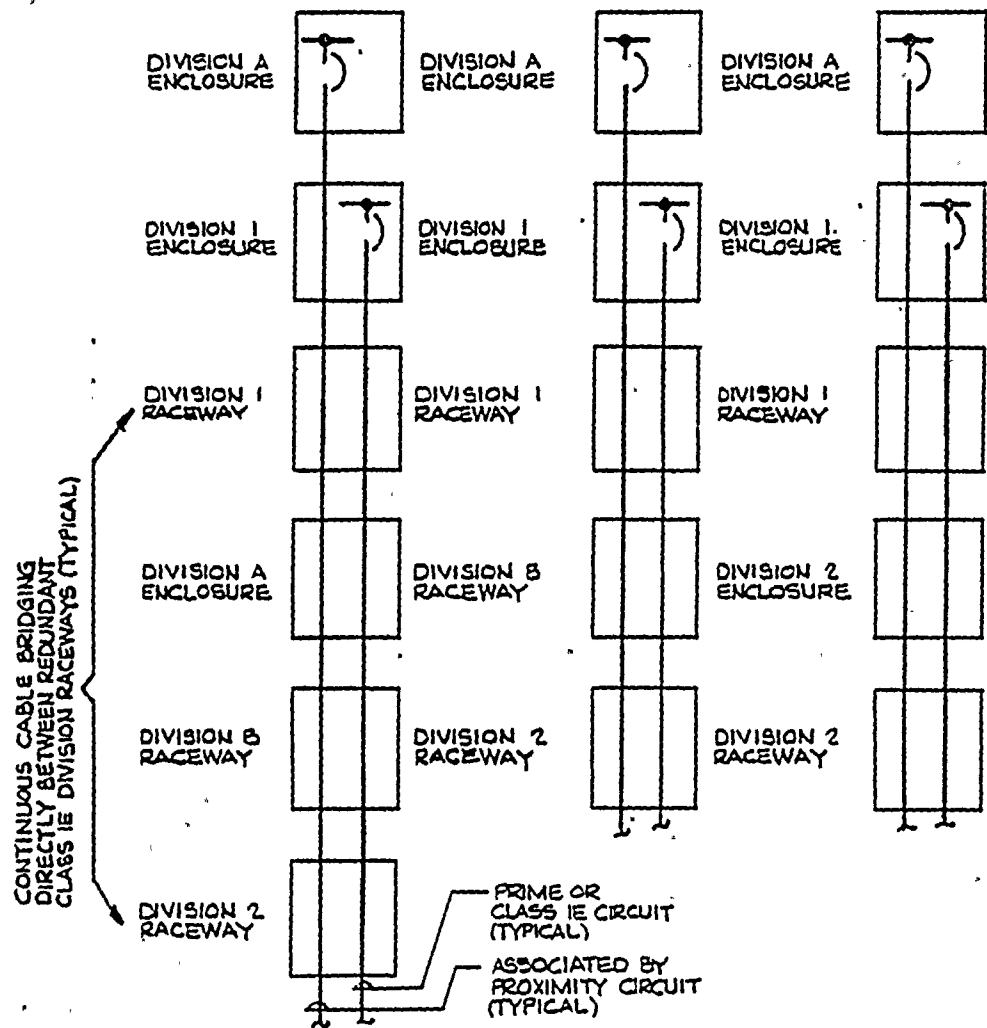 DIVISION A
ENCLOSURE
DIVISION A
ENCLOSURE
DIVISION A
ENCLOSURE
DIVISION 1
ENCLOSURE
DIVISION 1
ENCLOSURE
DIVISION 1.
ENCLOSURE
DIVISION 1
RACEWAY
DIVISION 1
RACEWAY
DIVISION 1
RACEWAY
CONTINUOUS CABLE BRIDGING
DIRECTLY BETWEEN REDUNDANT
CLASS IE DIVISION RACEWAYS (TYPICAL)
DIVISION A
ENCLOSURE
DIVISION B
RACEWAY
DIVISION 2
ENCLOSURE
DIVISION B
RACEWAY
DIVISION 2
RACEWAY
DIVISION 2
RACEWAY
DIVISION 2
RACEWAY
PRIME OR
CLASS IE CIRCUIT
(TYPICAL)
ASSOCIATED BY
PROXIMITY CIRCUIT
(TYPICAL)